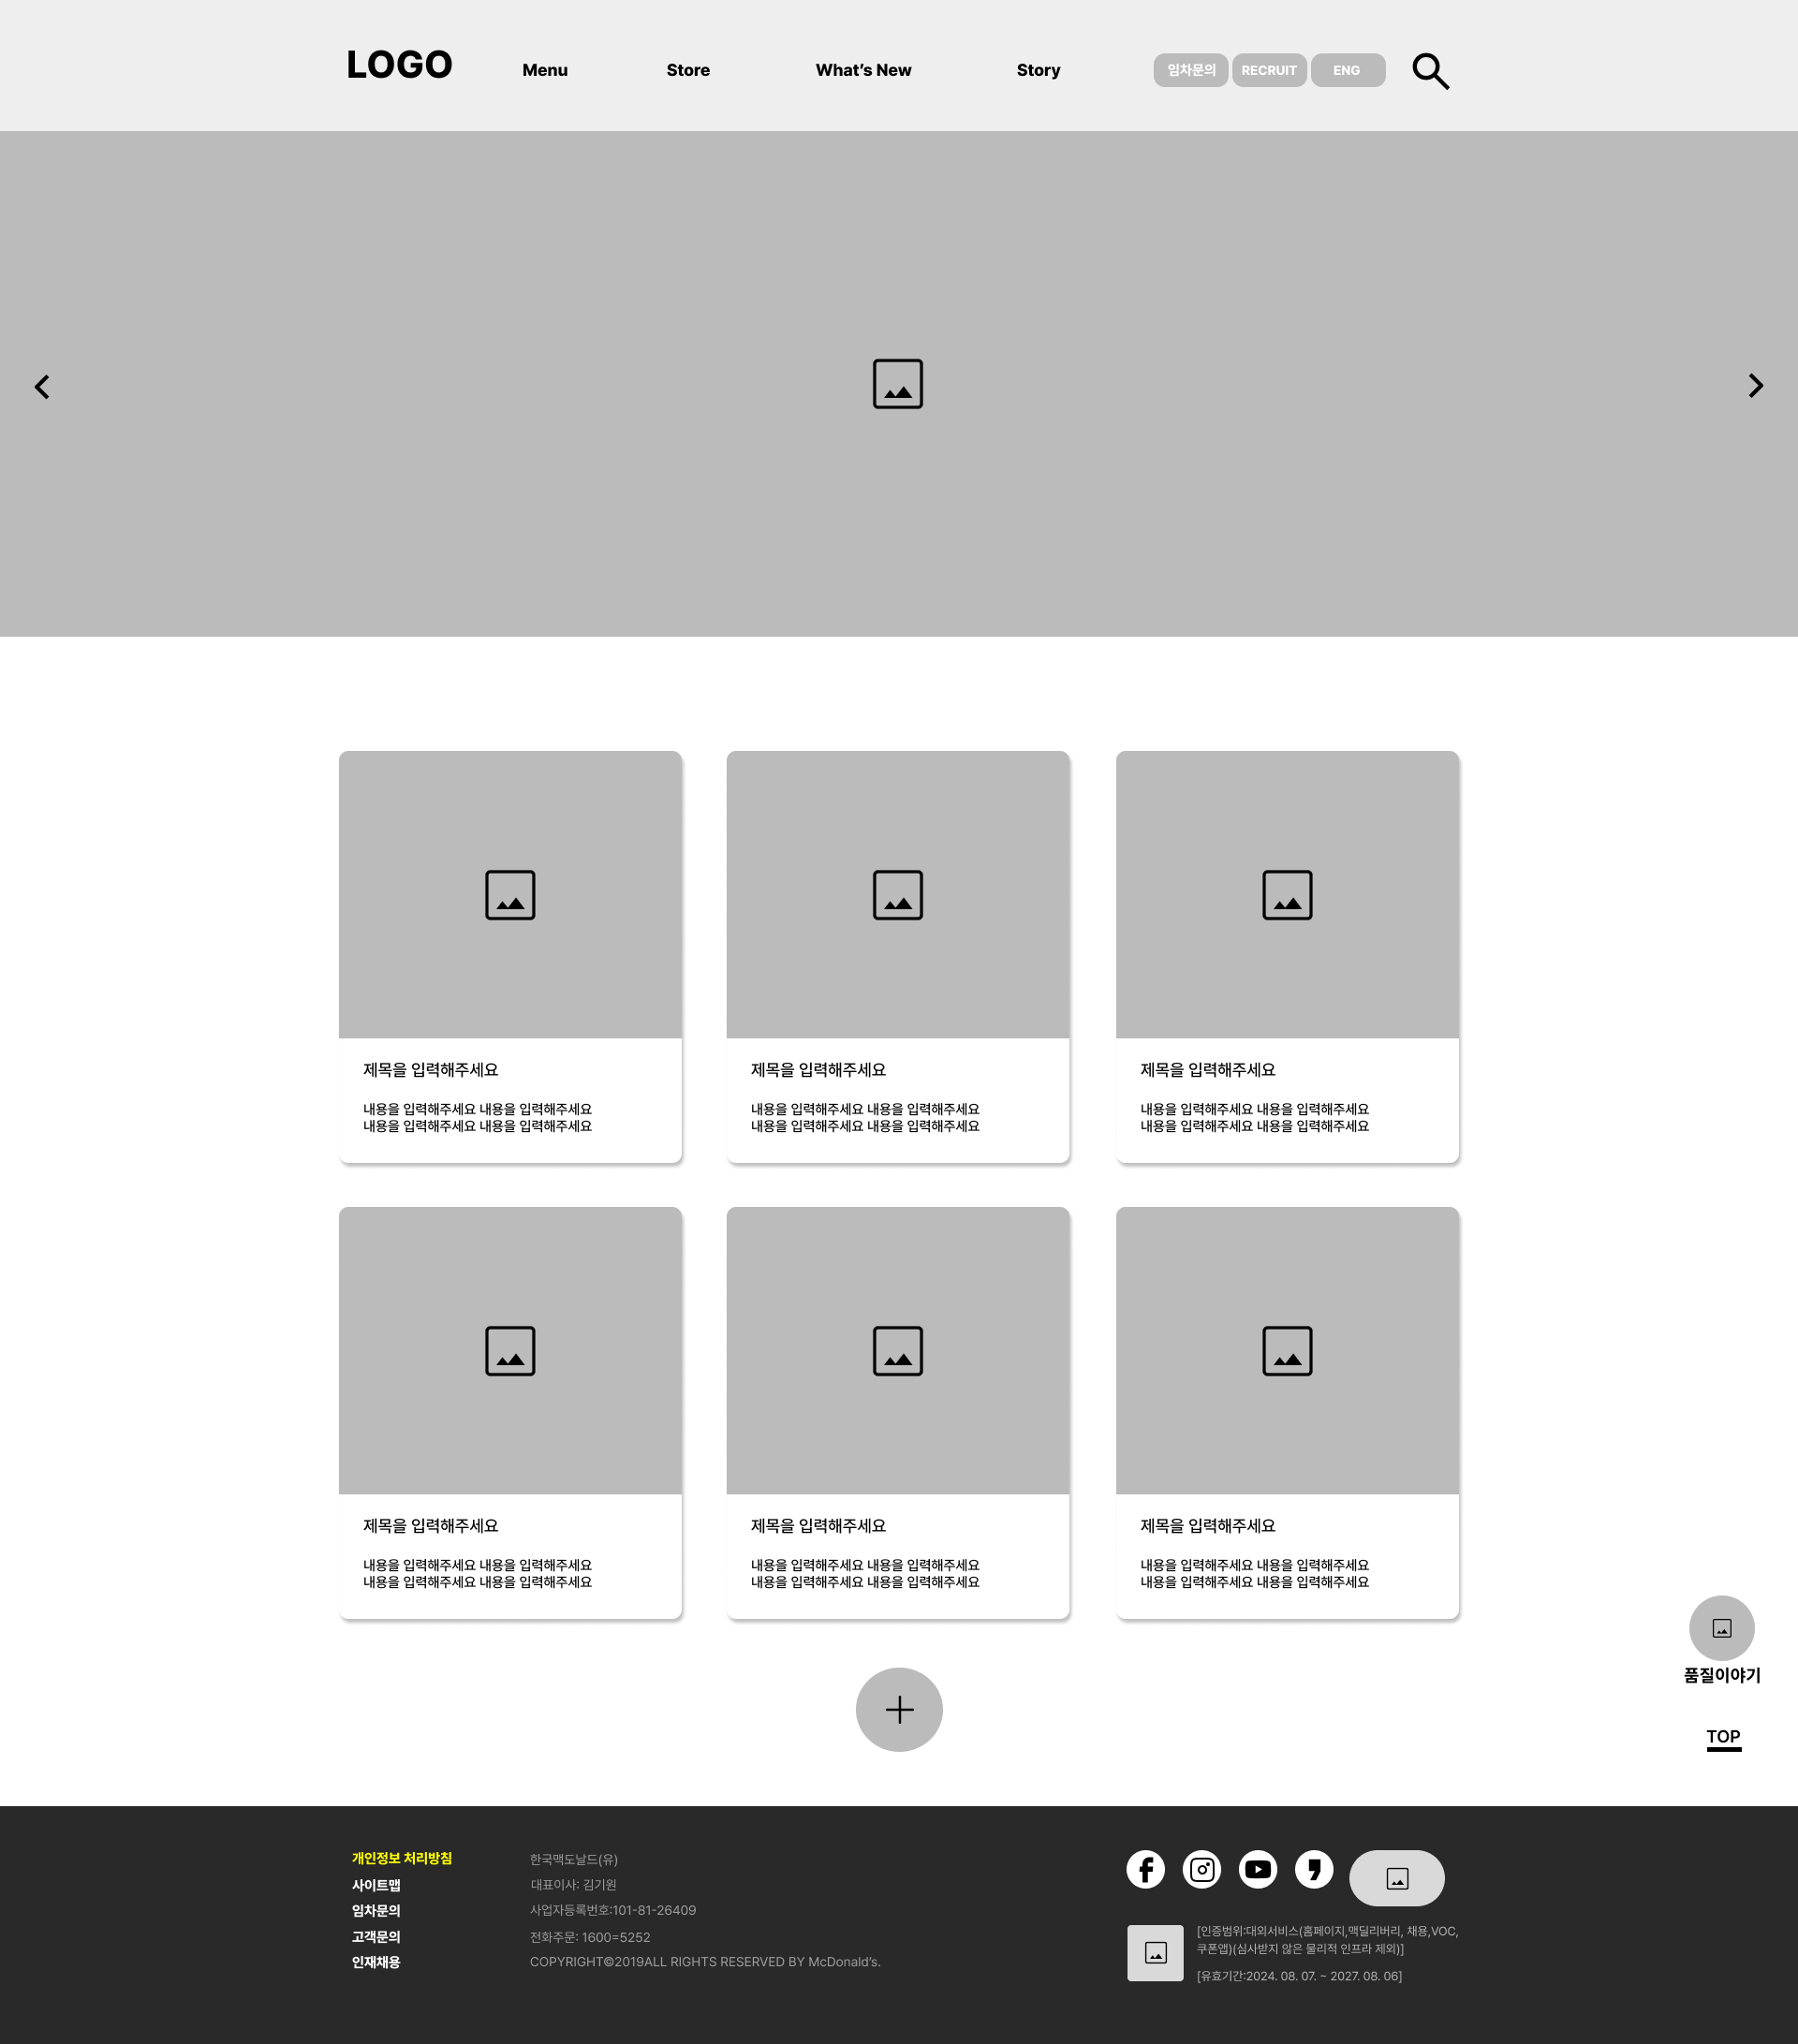 LOGO
Menu
Store
What's New
Story
임차문의
RECRUIT
ENG
제목을 입력해주세요
내용을 입력해주세요 내용을 입력해주세요
내용을 입력해주세요 내용을 입력해주세요
제목을 입력해주세요
내용을 입력해주세요 내용을 입력해주세요
내용을 입력해주세요 내용을 입력해주세요
제목을 입력해주세요
내용을 입력해주세요 내용을 입력해주세요
내용을 입력해주세요 내용을 입력해주세요
제목을 입력해주세요
내용을 입력해주세요 내용을 입력해주세요
내용을 입력해주세요 내용을 입력해주세요
제목을 입력해주세요
내용을 입력해주세요 내용을 입력해주세요
내용을 입력해주세요 내용을 입력해주세요
제목을 입력해주세요
내용을 입력해주세요 내용을 입력해주세요
내용을 입력해주세요 내용을 입력해주세요
품질이야기
TOP
개인정보 처리방침
사이트맵
임차문의
고객문의
인재채용
한국맥도날드(유)
대표이사: 김기원
사업자등록번호:101-81-26409
전화주문: 1600=5252
COPYRIGHT©2019ALL RIGHTS RESERVED BY McDonald's.
[인증범위:대외서비스(홈페이지,맥딜리버리, 채용,VOC,
쿠폰앱)(심사받지 않은 물리적 인프라 제외)]
[유효기간:2024. 08. 07. ~ 2027. 08. 06]